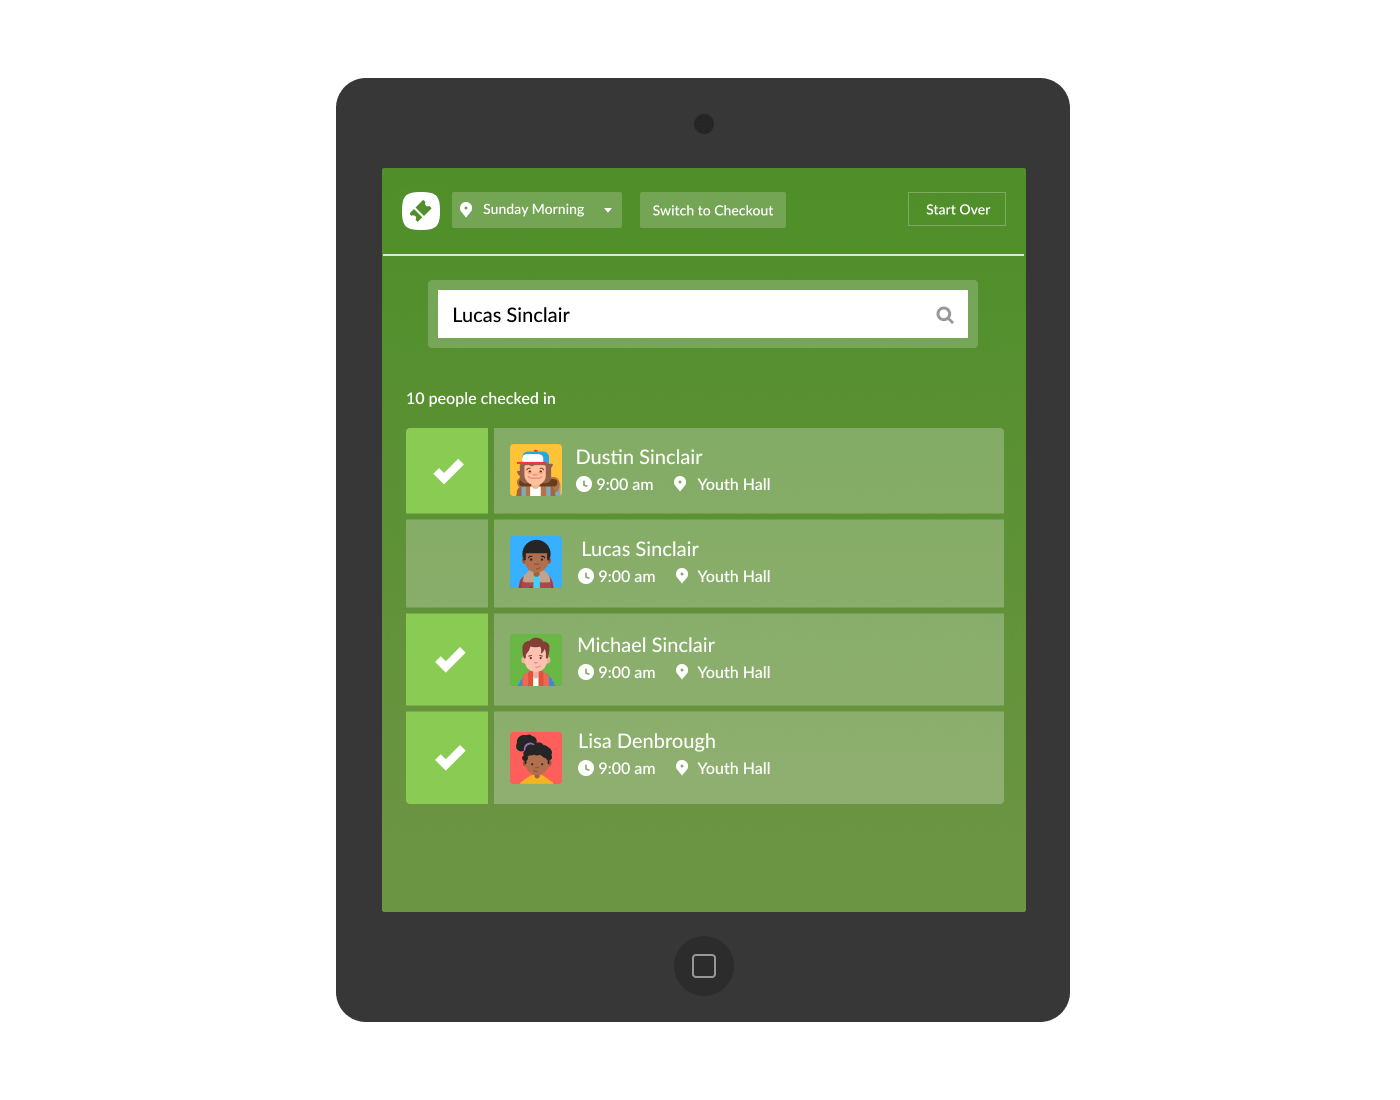 Sunday Morning
Switch to Checkout
Start Over
Lucas Sinclair
10 people checked in
Dustin Sinclair
9:00 am Youth Hall
Lucas Sinclair
9:00 am Youth Hall
Michael Sinclair
9:00 am Youth Hall
Lisa Denbrough
9:00 am Youth Hall